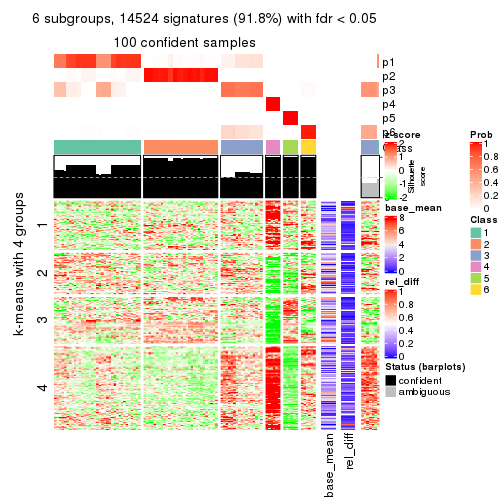 6 subgroups, 14524 signatures (91.8%) with fdr < 0.05
100 confident samples
p1
p2
p3
p4
p5
p6
z-score
Class
2
1
0
-1
-2
Silhouette
score
base_mean
8
6
4
2
0
rel_diff
1
0.8
0.6
0.4
0.2
0
Status (barplots)
confident
ambiguous
Prob
1
0.8
0.6
0.4
0.2
0
Class
1
2
3
4
5
6
k-means with 4 groups
1
2
3
4
base_mean
rel_diff